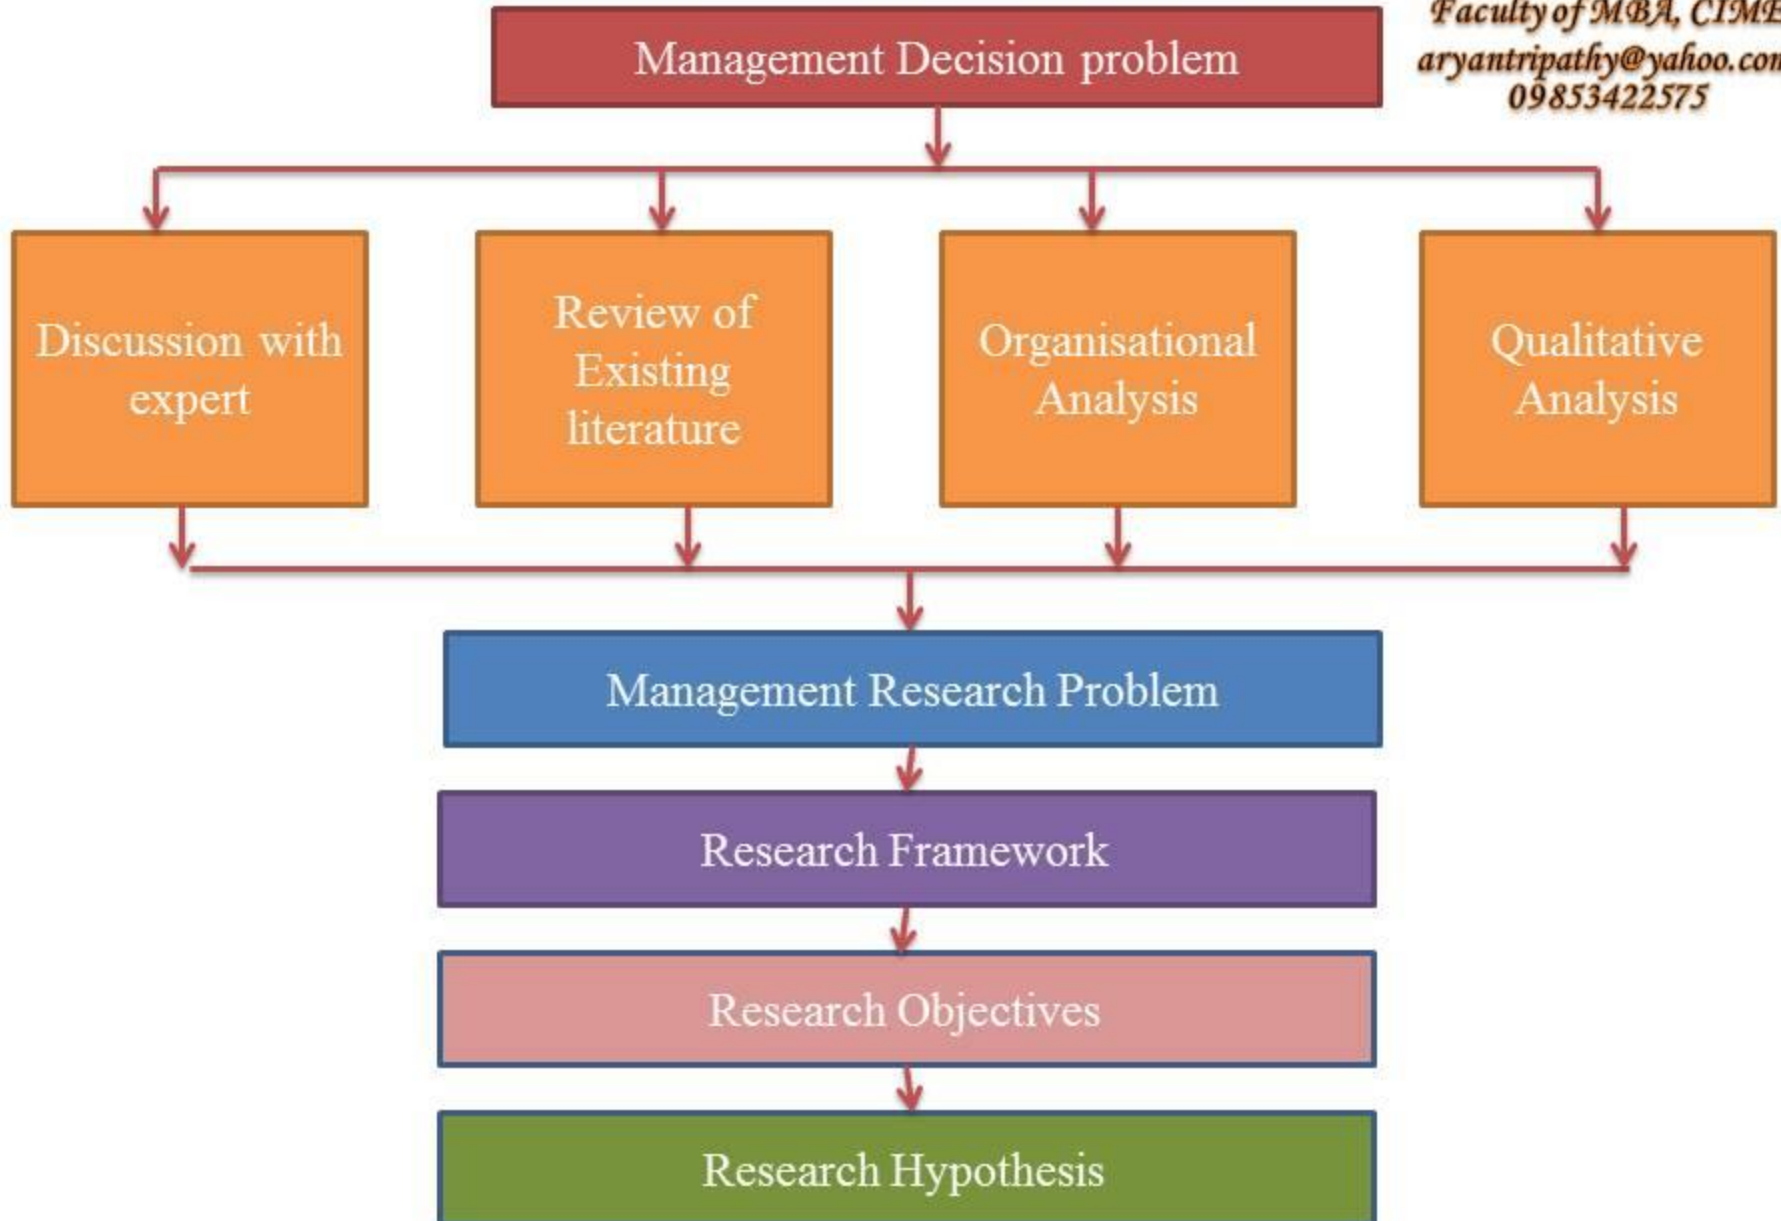 Faculty of MBA, CIME
aryantripathy@yahoo.com
09853422575
Management Decision problem
Discussion with
expert
Review of
Existing
literature
Organisational
Analysis
Qualitative
Analysis
Management Research Problem
Research Framework
Research Objectives
Research Hypothesis